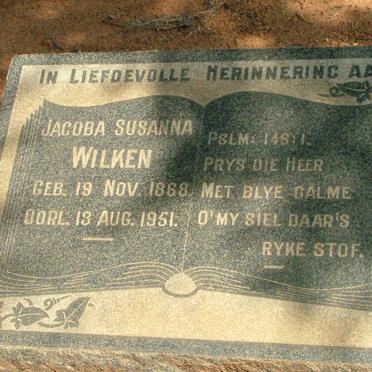 IN LIEFDEVOLLE HERINNERING AA
JACOBA SUSANNA
WILKEN
GEB. 19 NOV. 1868
OORL. 13 AUG. 1951.
PSLM: 146:1.
PRYS DIE HEER
MET BLYE GALME
O'MY SIEL DAAR'S
RYKE STOF.